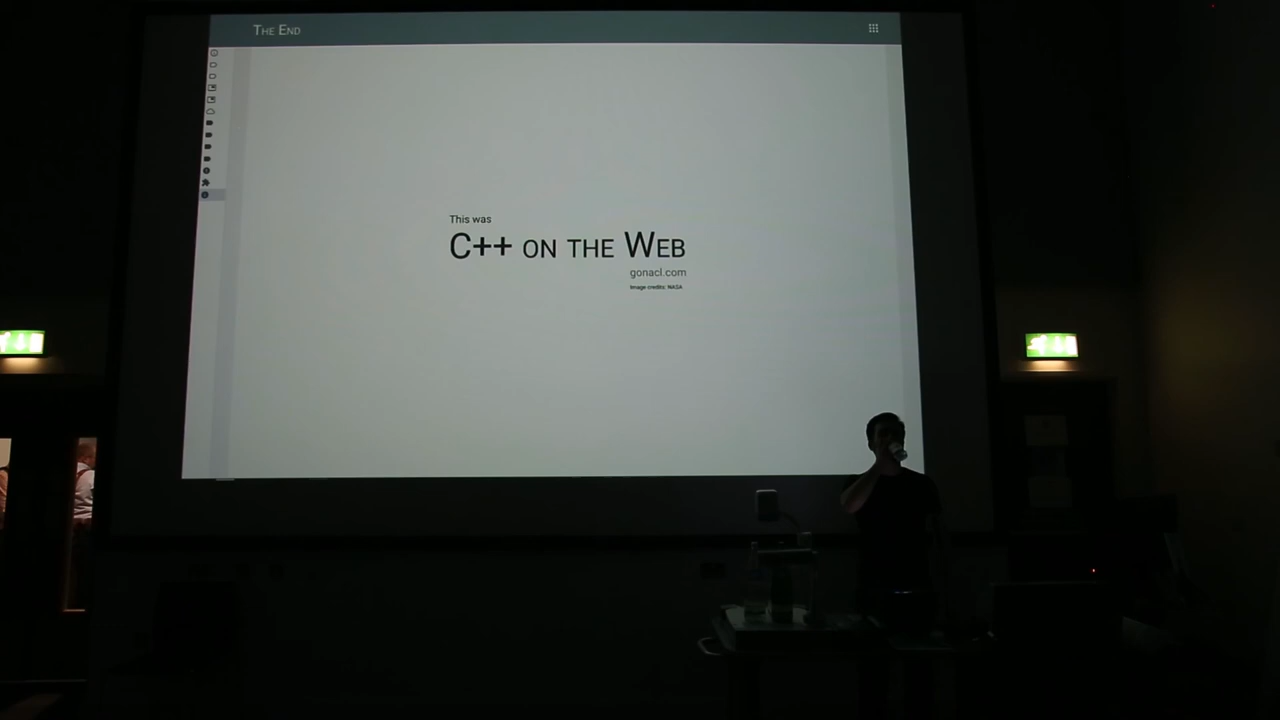 The End
This was
C++ on the Web
gonacl.com
Image credits: NASA